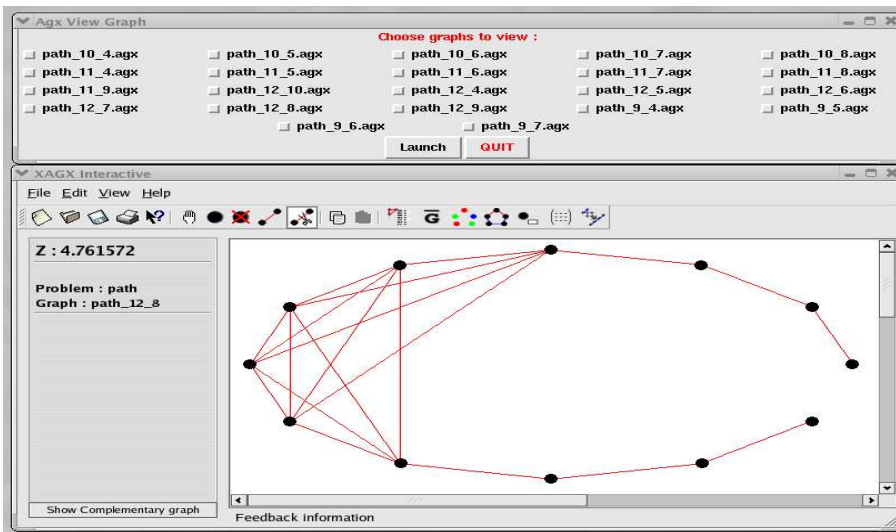 Agx View Graph
Choose graphs to view :
path_10_4.agx path_10_5.agx path_10_6.agx path_10_7.agx path_10_8.agx
path_11_4.agx path_11_5.agx path_11_6.agx path_11_7.agx path_11_8.agx
path_11_9.agx path_12_10.agx path_12_4.agx path_12_5.agx path_12_6.agx
path_12_7.agx path_12_8.agx path_12_9.agx path_9_4.agx path_9_5.agx
path_9_6.agx path_9_7.agx
Launch QUIT
XAGX Interactive
File Edit View Help
G
Z : 4.761572
Problem : path
Graph : path_12_8
Show Complementary graph
Feedback information